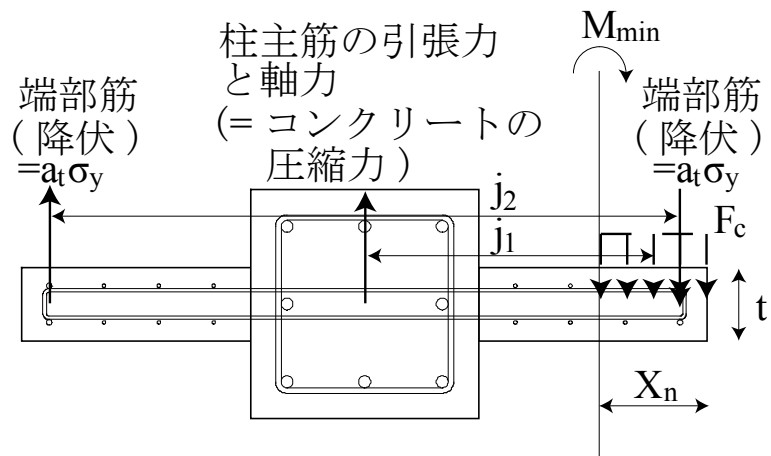 柱主筋の引張力
と軸力
(= コンクリートの
圧縮力 )
M_min
端部筋
( 降伏 )
=a_tσ_y
端部筋
( 降伏 )
=a_tσ_y
j_2
j_1
F_c
t
X_n